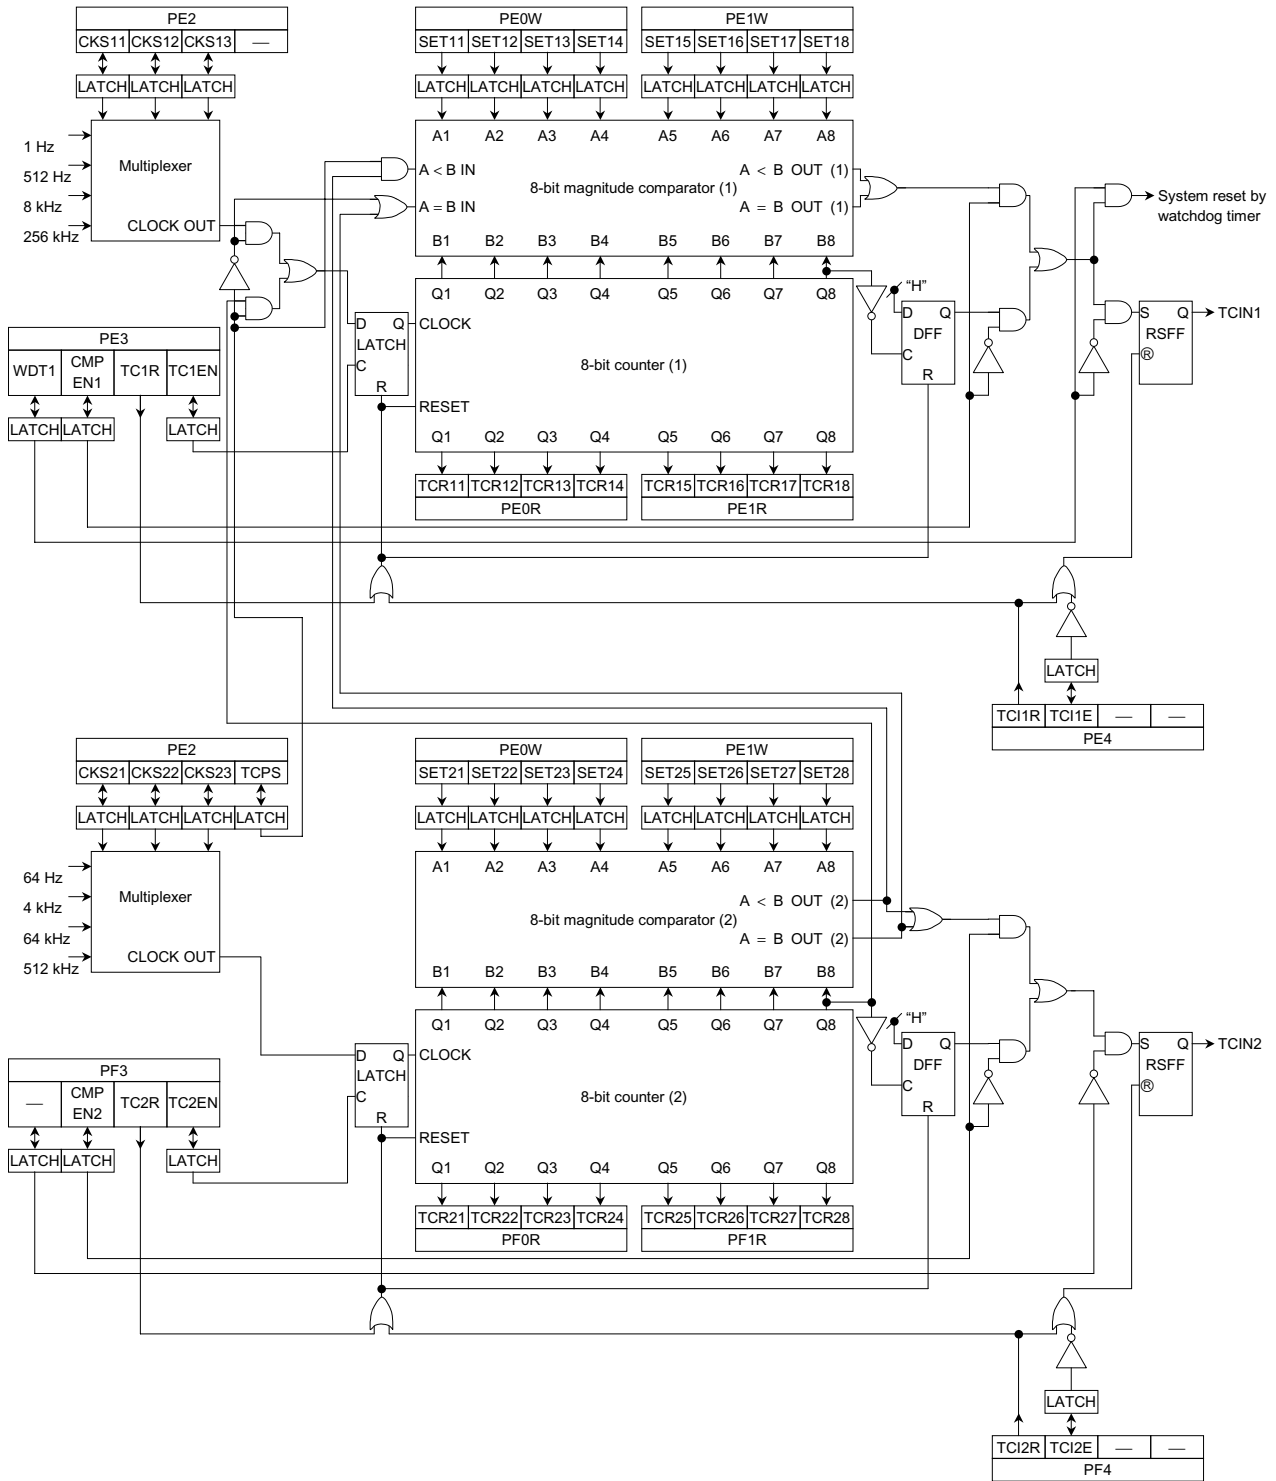 PE2
CKS11 CKS12 CKS13 —
LATCH LATCH LATCH
PE0W
SET11 SET12 SET13 SET14
LATCH LATCH LATCH LATCH
PE1W
SET15 SET16 SET17 SET18
LATCH LATCH LATCH LATCH
1 Hz
512 Hz
8 kHz
256 kHz
Multiplexer
CLOCK OUT
A1 A2 A3 A4 A5 A6 A7 A8
A < B IN
A = B IN
8-bit magnitude comparator (1)
A < B OUT (1)
A = B OUT (1)
B1 B2 B3 B4 B5 B6 B7 B8
System reset by
watchdog timer
Q1 Q2 Q3 Q4 Q5 Q6 Q7 Q8
CLOCK
8-bit counter (1)
RESET
Q1 Q2 Q3 Q4 Q5 Q6 Q7 Q8
D Q
LATCH
C
R
“H”
D Q
DFF
C
R
S Q
RSFF
R
TCIN1
PE3
WDT1 CMP EN1 TC1R TC1EN
LATCH LATCH LATCH
TCR11 TCR12 TCR13 TCR14
PE0R
TCR15 TCR16 TCR17 TCR18
PE1R
LATCH
TCI1R TCI1E — —
PE4
PE2
CKS21 CKS22 CKS23 TCPS
LATCH LATCH LATCH LATCH
PE0W
SET21 SET22 SET23 SET24
LATCH LATCH LATCH LATCH
PE1W
SET25 SET26 SET27 SET28
LATCH LATCH LATCH LATCH
64 Hz
4 kHz
64 kHz
512 kHz
Multiplexer
CLOCK OUT
A1 A2 A3 A4 A5 A6 A7 A8
8-bit magnitude comparator (2)
A < B OUT (2)
A = B OUT (2)
B1 B2 B3 B4 B5 B6 B7 B8
Q1 Q2 Q3 Q4 Q5 Q6 Q7 Q8
CLOCK
8-bit counter (2)
RESET
Q1 Q2 Q3 Q4 Q5 Q6 Q7 Q8
D Q
LATCH
C
R
“H”
D Q
DFF
C
R
S Q
RSFF
R
TCIN2
PF3
— CMP EN2 TC2R TC2EN
LATCH LATCH LATCH
TCR21 TCR22 TCR23 TCR24
PF0R
TCR25 TCR26 TCR27 TCR28
PF1R
LATCH
TCI2R TCI2E — —
PF4